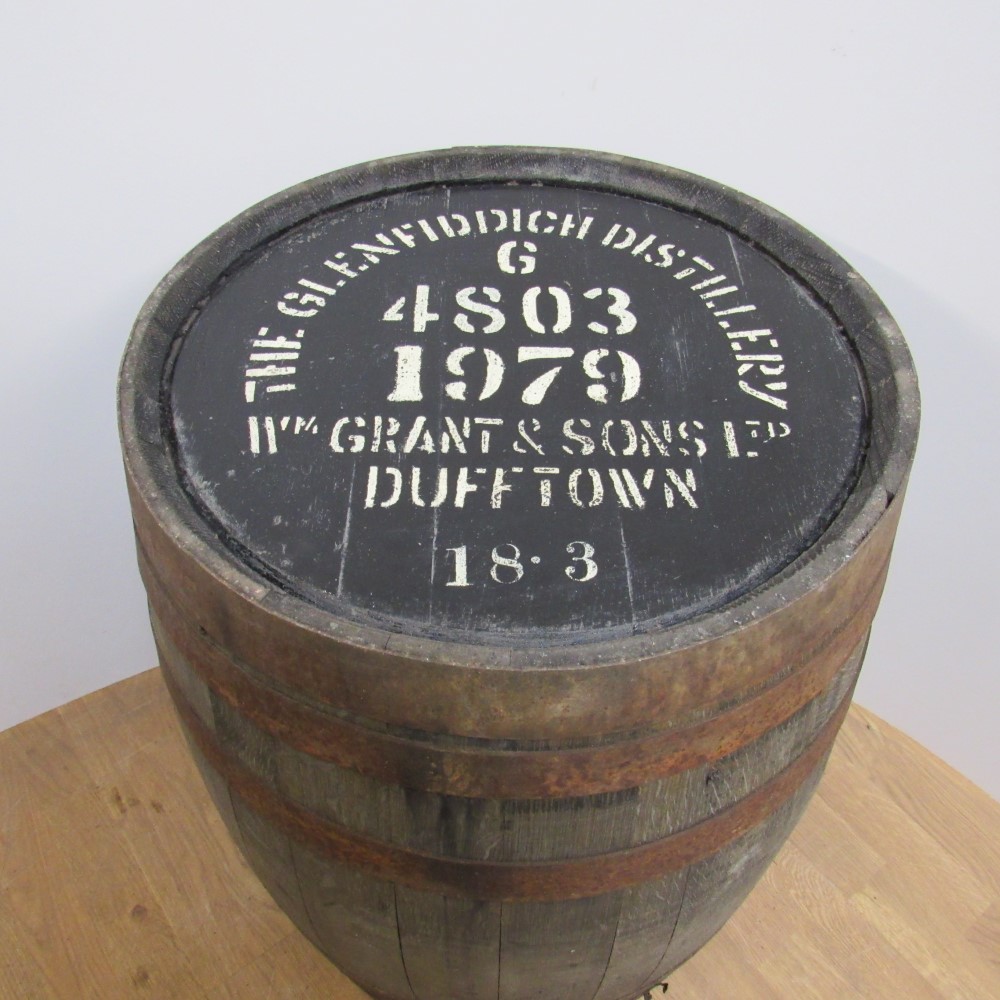 THE GLENFIDDICH DISTILLERY
G
4803
1979
WM GRANT & SONS LTD
DUFFTOWN
18·3